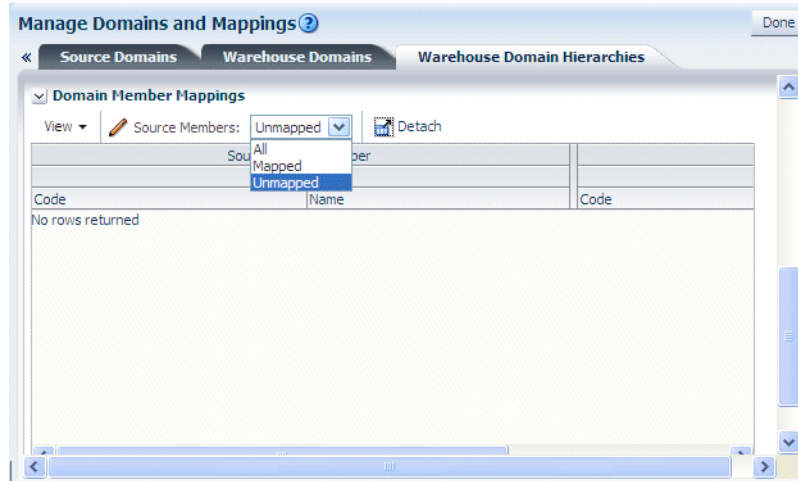 Manage Domains and Mappings
Done
« Source Domains Warehouse Domains Warehouse Domain Hierarchies
Domain Member Mappings
View Source Members: Unmapped Detach
All
Mapped
Unmapped
Code Name Code
No rows returned